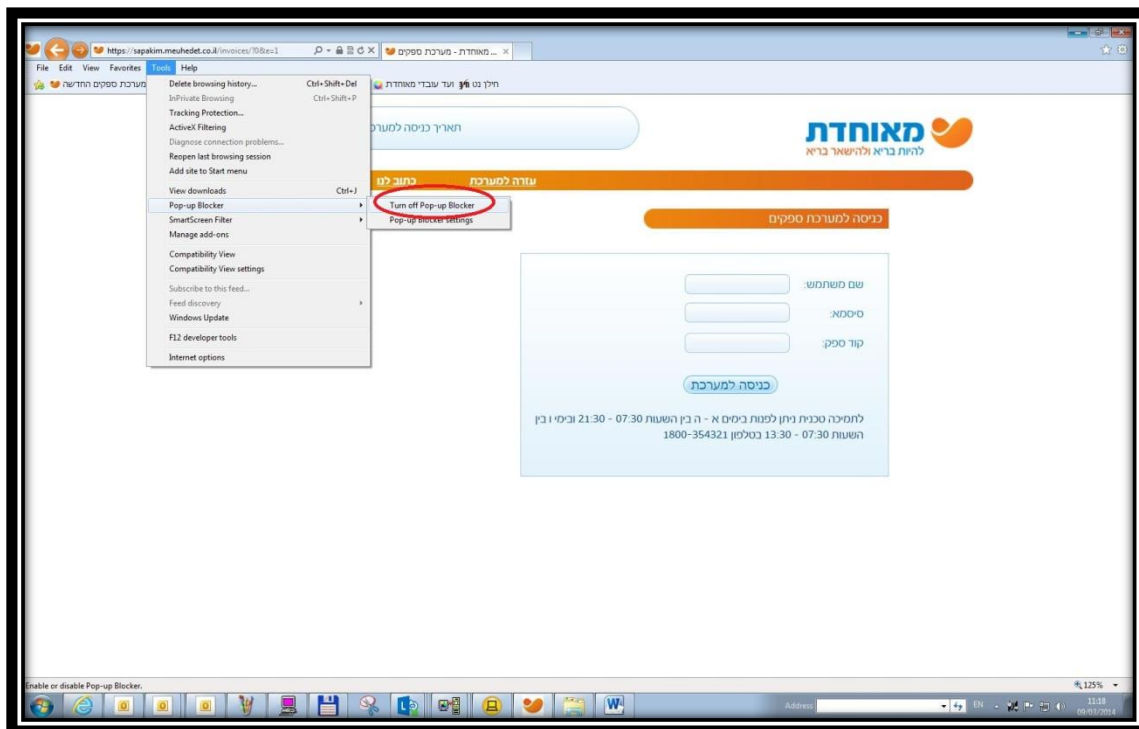 https://sapakim.meuhedet.co.il/invoices/?0&e=1
מאוחדת - מערכת ספקים ...
File Edit View Favorites Tools Help
מערכת ספקים החדשה
ועד עובדי מאוחדת
חילן נט
Delete browsing history... Ctrl+Shift+Del
InPrivate Browsing Ctrl+Shift+P
Tracking Protection...
ActiveX Filtering
Diagnose connection problems...
Reopen last browsing session
Add site to Start menu
View downloads Ctrl+J
Pop-up Blocker
SmartScreen Filter
Manage add-ons
Compatibility View
Compatibility View settings
Subscribe to this feed...
Feed discovery
Windows Update
F12 developer tools
Internet options
Turn off Pop-up Blocker
Pop-up Blocker settings
מאוחדת
להיות בריא ולהישאר בריא
תאריך כניסה למערכ
עזרה למערכת כתוב לנו
כניסה למערכת ספקים
שם משתמש:
סיסמא:
קוד ספק:
כניסה למערכת
לתמיכה טכנית ניתן לפנות בימים א - ה בין השעות 07:30 - 21:30 ובימי ו בין
השעות 07:30 - 13:30 בטלפון 1800-354321
Enable or disable Pop-up Blocker.
125%
Address
EN
11:18
09/03/2014